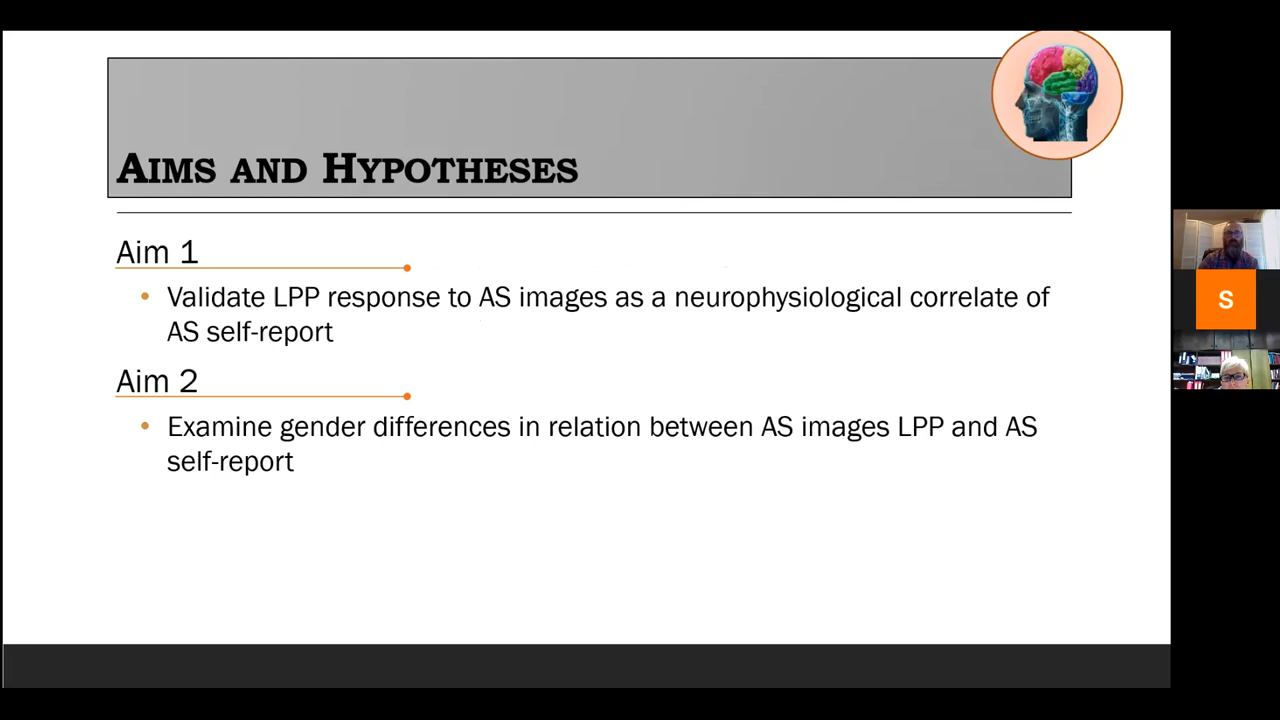 AIMS AND HYPOTHESES
Aim 1
• Validate LPP response to AS images as a neurophysiological correlate of
AS self-report
Aim 2
• Examine gender differences in relation between AS images LPP and AS
self-report
S